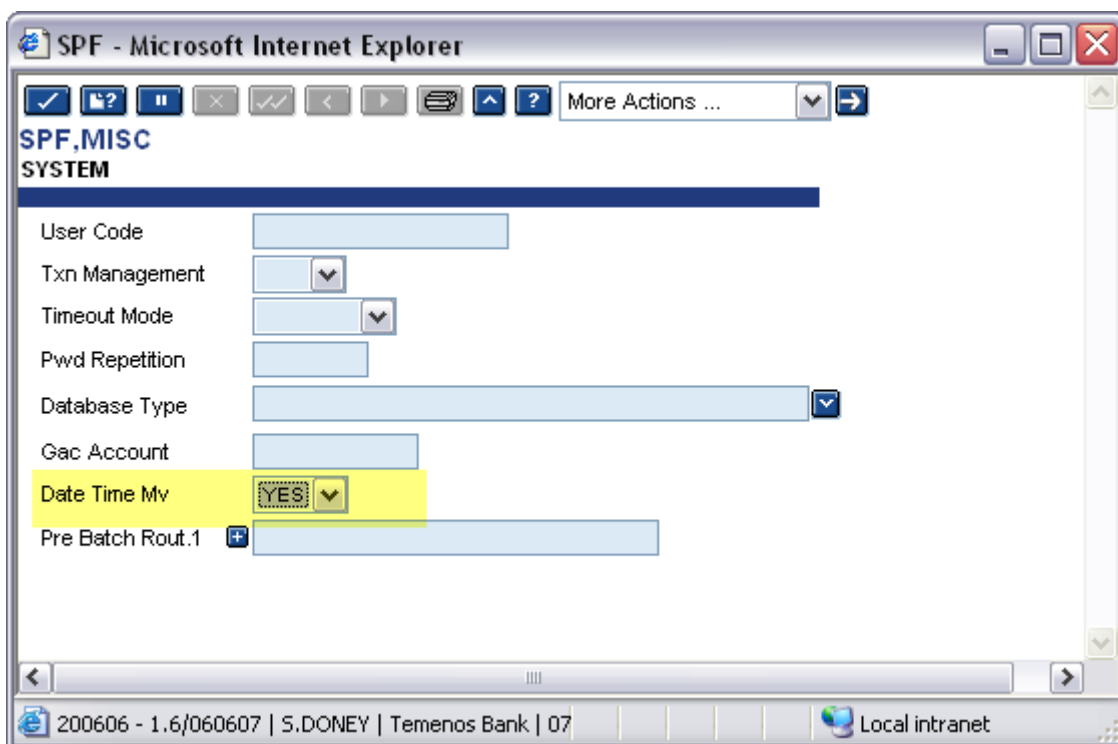 SPF - Microsoft Internet Explorer
More Actions ...
SPF,MISC
SYSTEM
User Code
Txn Management
Timeout Mode
Pwd Repetition
Database Type
Gac Account
Date Time Mv YES
Pre Batch Rout.1
200606 - 1.6/060607 | S.DONEY | Temenos Bank | 07 Local intranet